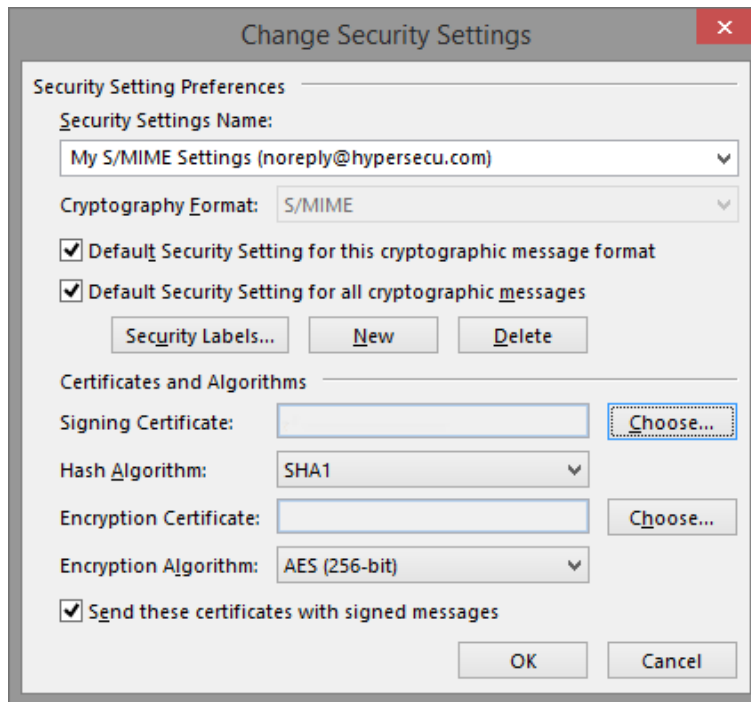 Change Security Settings
Security Setting Preferences
Security Settings Name:
My S/MIME Settings (noreply@hypersecu.com)
Cryptography Format: S/MIME
Default Security Setting for this cryptographic message format
Default Security Setting for all cryptographic messages
Security Labels... New Delete
Certificates and Algorithms
Signing Certificate: Choose...
Hash Algorithm: SHA1
Encryption Certificate: Choose...
Encryption Algorithm: AES (256-bit)
Send these certificates with signed messages
OK Cancel